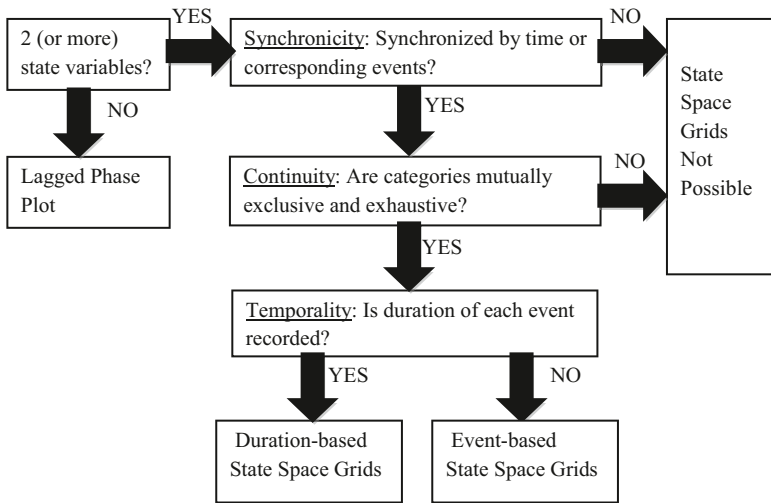 2 (or more)
state variables?
YES
Synchronicity: Synchronized by time or
corresponding events?
NO
State
Space
Grids
Not
Possible
NO
YES
Lagged Phase
Plot
Continuity: Are categories mutually
exclusive and exhaustive?
NO
YES
Temporality: Is duration of each event
recorded?
YES
NO
Duration-based
State Space Grids
Event-based
State Space Grids